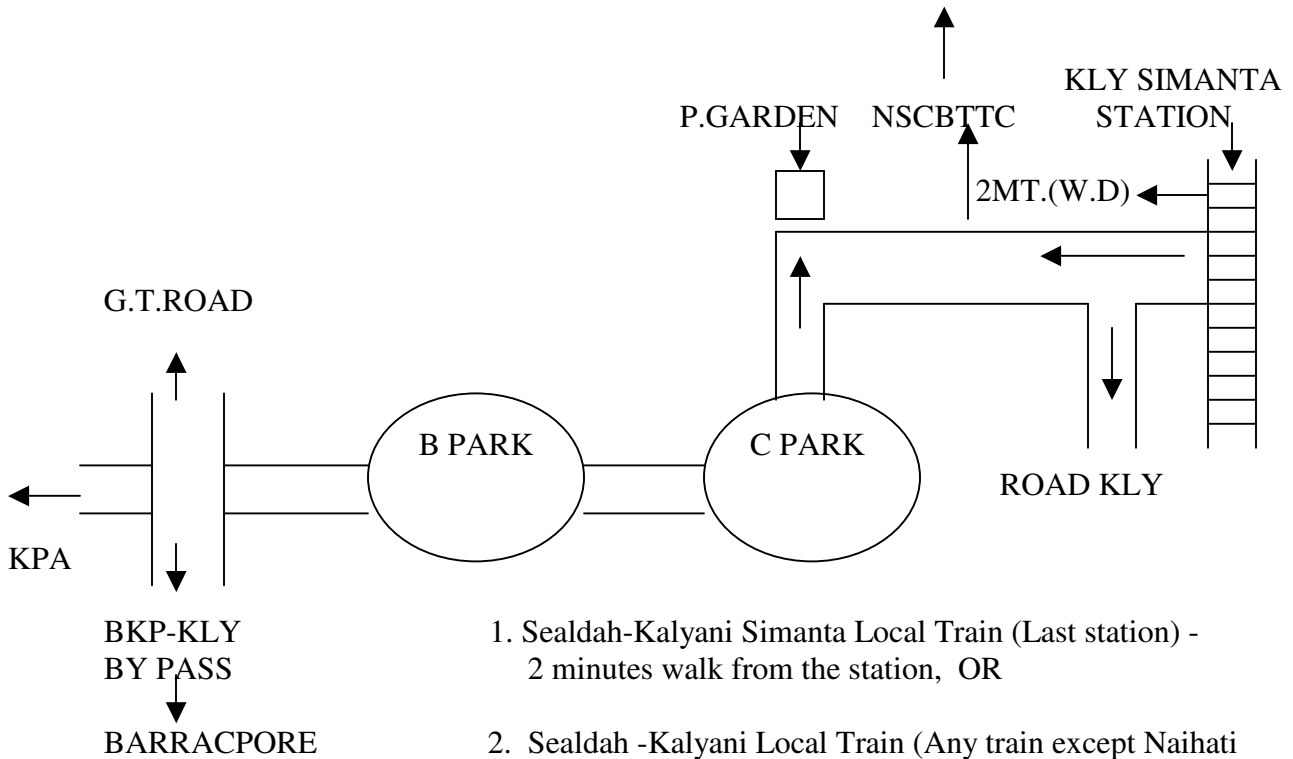 KLY SIMANTA
P.GARDEN NSCBTTC STATION
2MT.(W.D)
G.T.ROAD
B PARK C PARK
ROAD KLY
KPA
BKP-KLY
BY PASS
BARRACPORE
1. Sealdah-Kalyani Simanta Local Train (Last station) -
2 minutes walk from the station, OR
2. Sealdah -Kalyani Local Train (Any train except Naihati